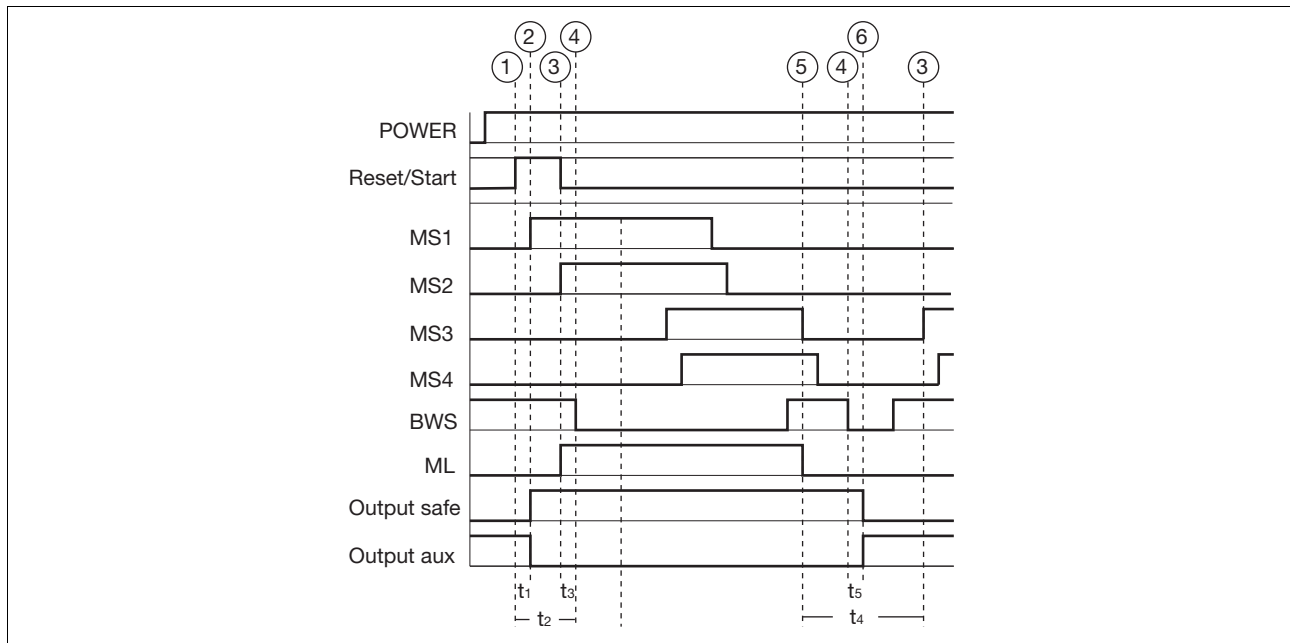 ② ④ ⑥
① ③ ⑤ ④ ③
POWER
Reset/Start
MS1
MS2
MS3
MS4
BWS
ML
Output safe
Output aux
t1 t3 t5
t2 t4